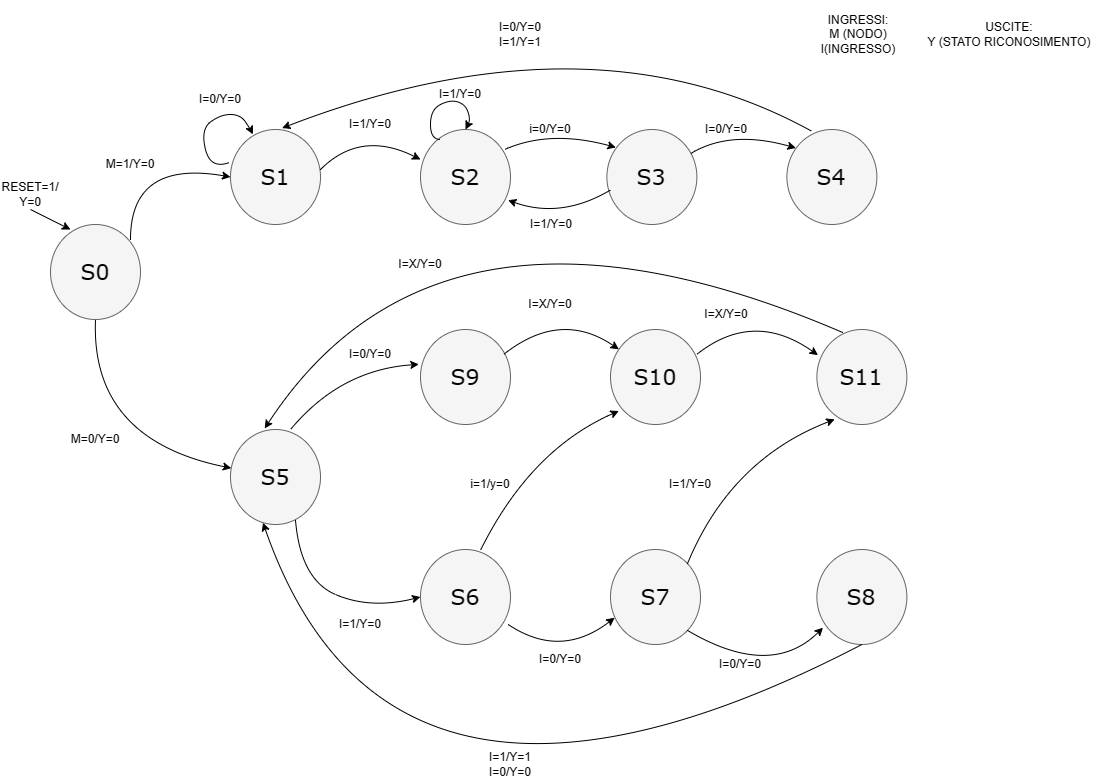 I=0/Y=0
I=1/Y=1
INGRESSI:
M (NODO)
I(INGRESSO)
USCITE:
Y (STATO RICONOSIMENTO)
I=0/Y=0
I=1/Y=0
I=1/Y=0
i=0/Y=0
I=0/Y=0
M=1/Y=0
S1
S2
S3
S4
RESET=1/
Y=0
I=1/Y=0
S0
I=X/Y=0
I=X/Y=0
I=X/Y=0
I=0/Y=0
S9
S10
S11
M=0/Y=0
S5
i=1/y=0
I=1/Y=0
S6
S7
S8
I=1/Y=0
I=0/Y=0
I=0/Y=0
I=1/Y=1
I=0/Y=0